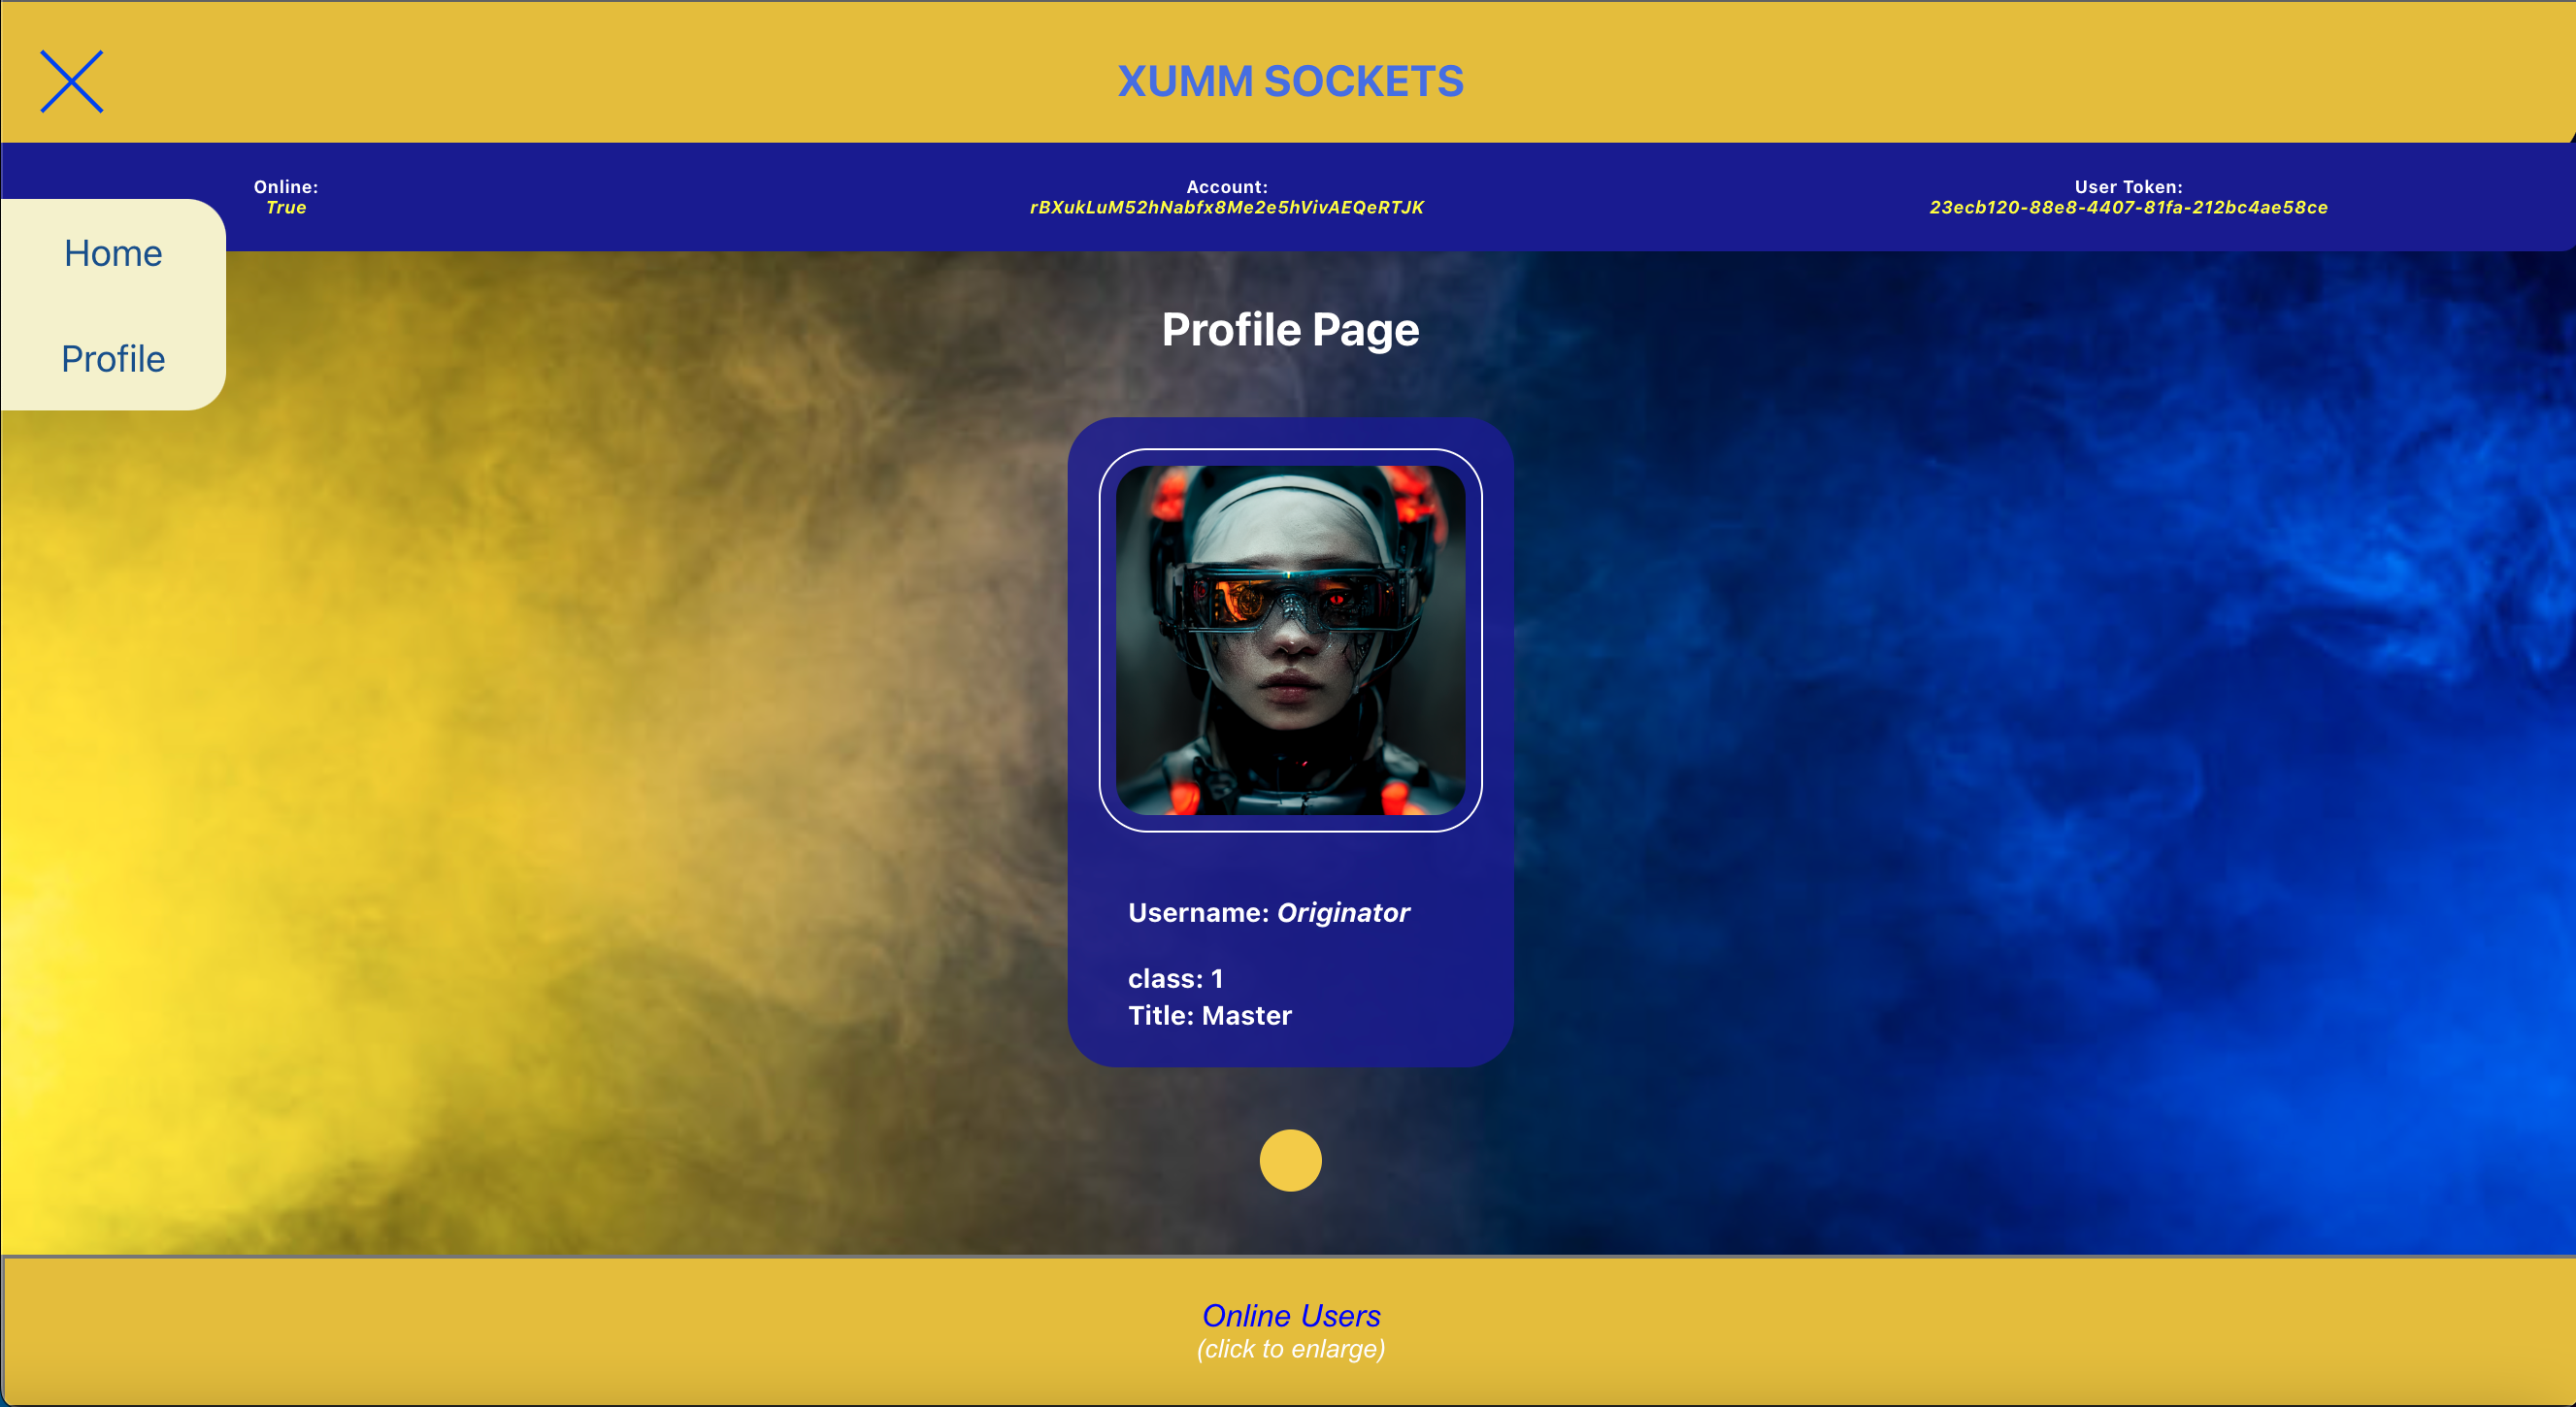 XUMM SOCKETS
Online:
True
Account:
rBXukLuM52hNabfx8Me2e5hVivAEQeRTJK
User Token:
23ecb120-88e8-4407-81fa-212bc4ae58ce
Home
Profile
Profile Page
Username: Originator
class: 1
Title: Master
Online Users
(click to enlarge)